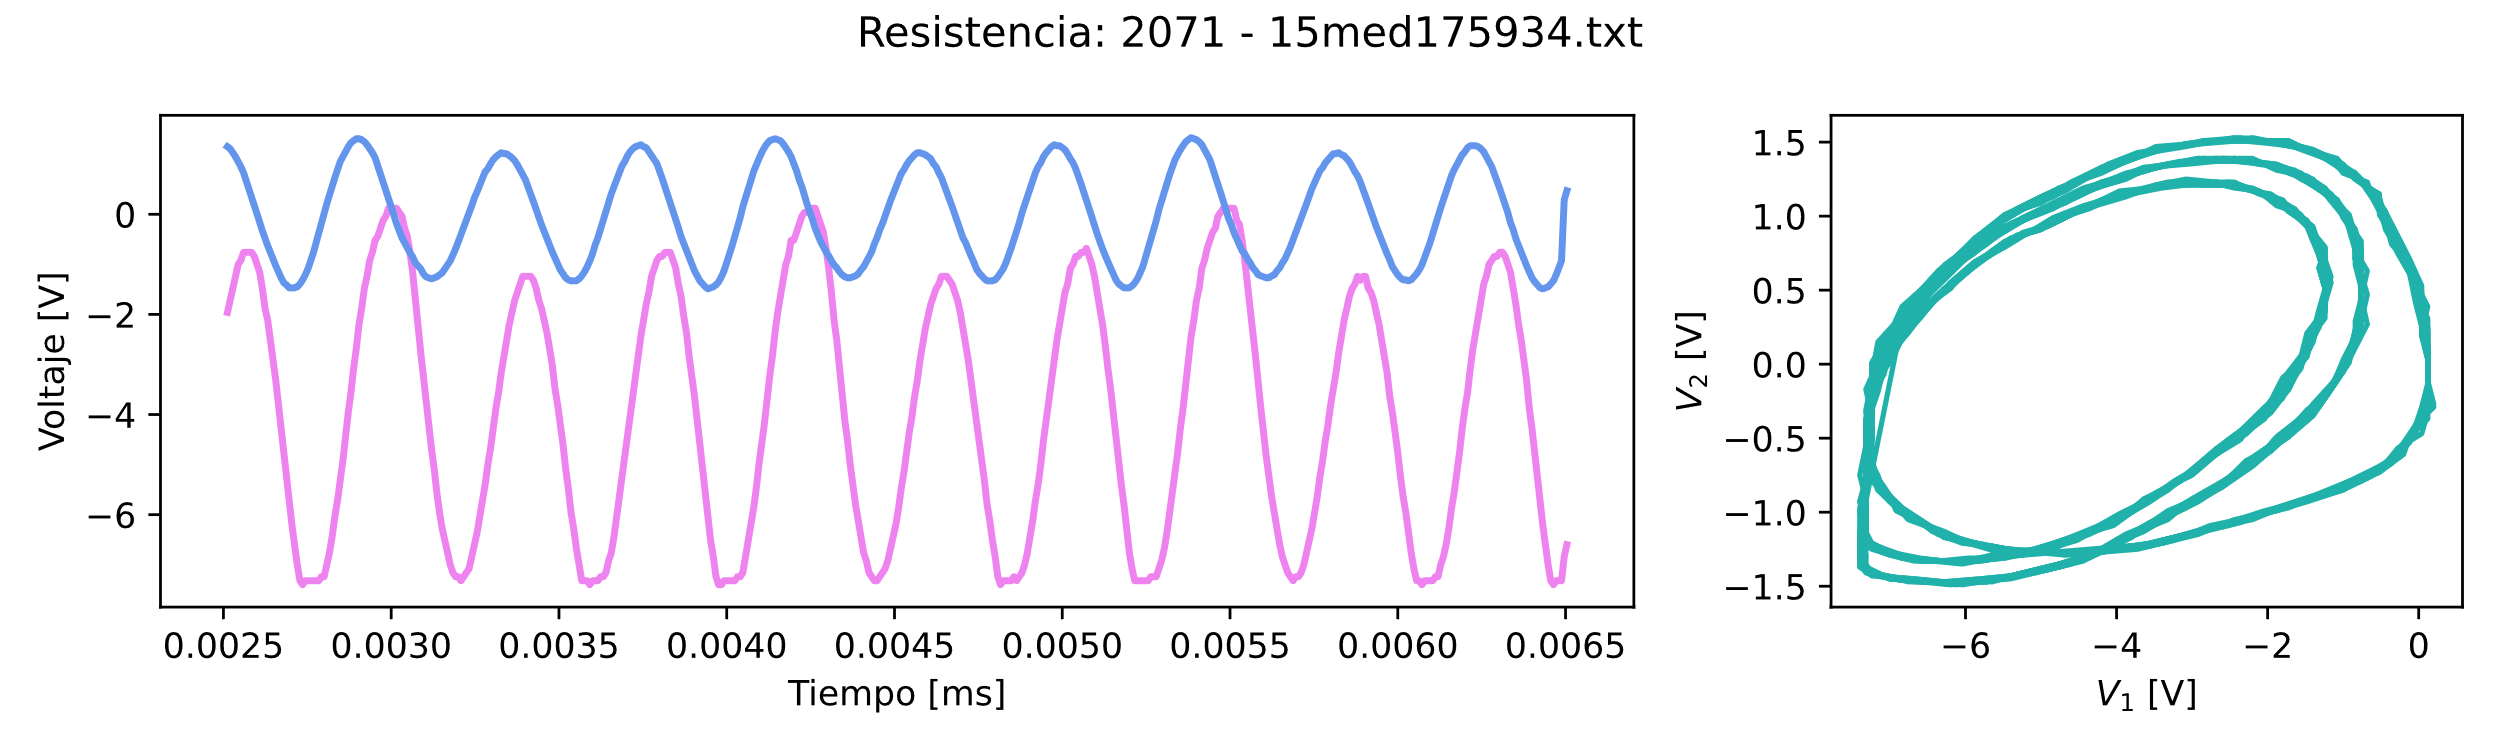 Resistencia: 2071 - 15med175934.txt
Voltaje [V]
0
−2
−4
−6
0.0025 0.0030 0.0035 0.0040 0.0045 0.0050 0.0055 0.0060 0.0065
Tiempo [ms]
V₂ [V]
1.5
1.0
0.5
0.0
−0.5
−1.0
−1.5
−6 −4 −2 0
V₁ [V]